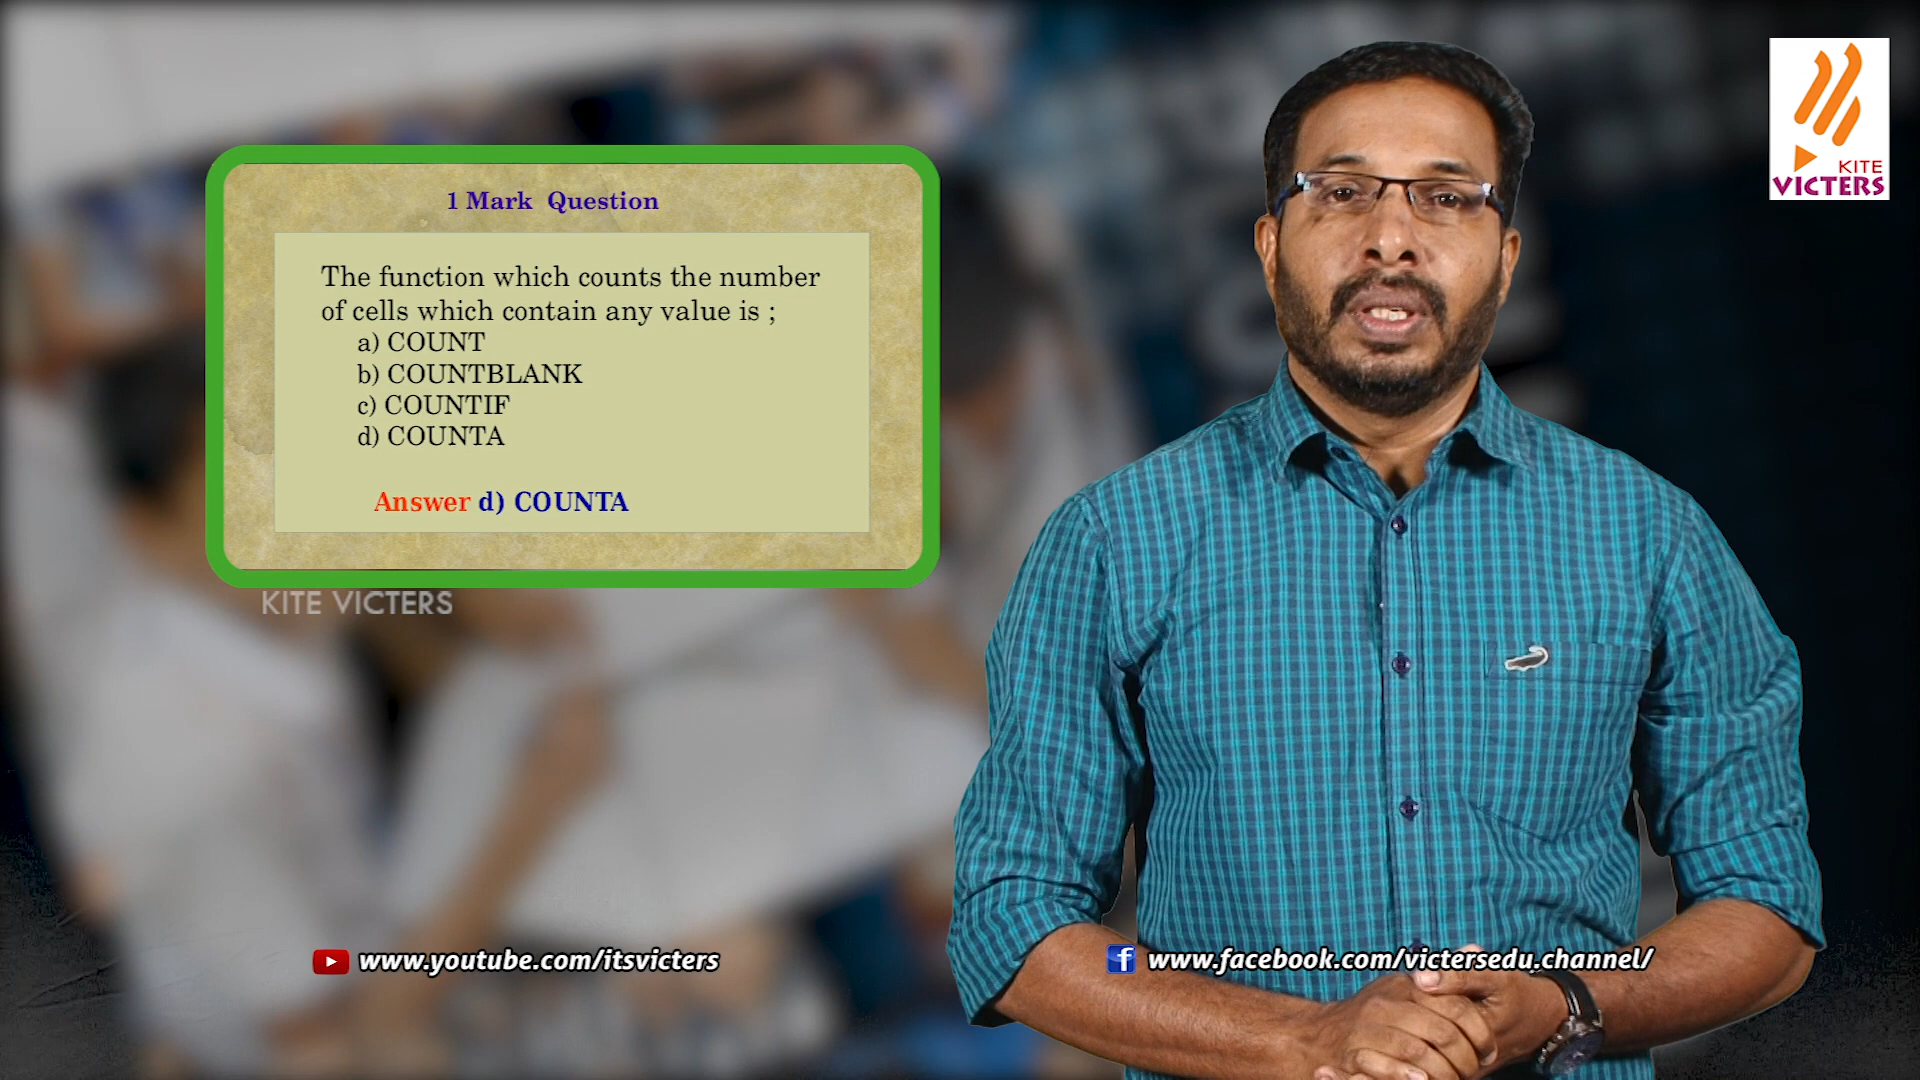 1 Mark Question
The function which counts the number
of cells which contain any value is ;
a) COUNT
b) COUNTBLANK
c) COUNTIF
d) COUNTA
Answer d) COUNTA
KITE VICTERS
KITE
VICTERS
www.youtube.com/itsvicters
f www.facebook.com/victersedu.channel/